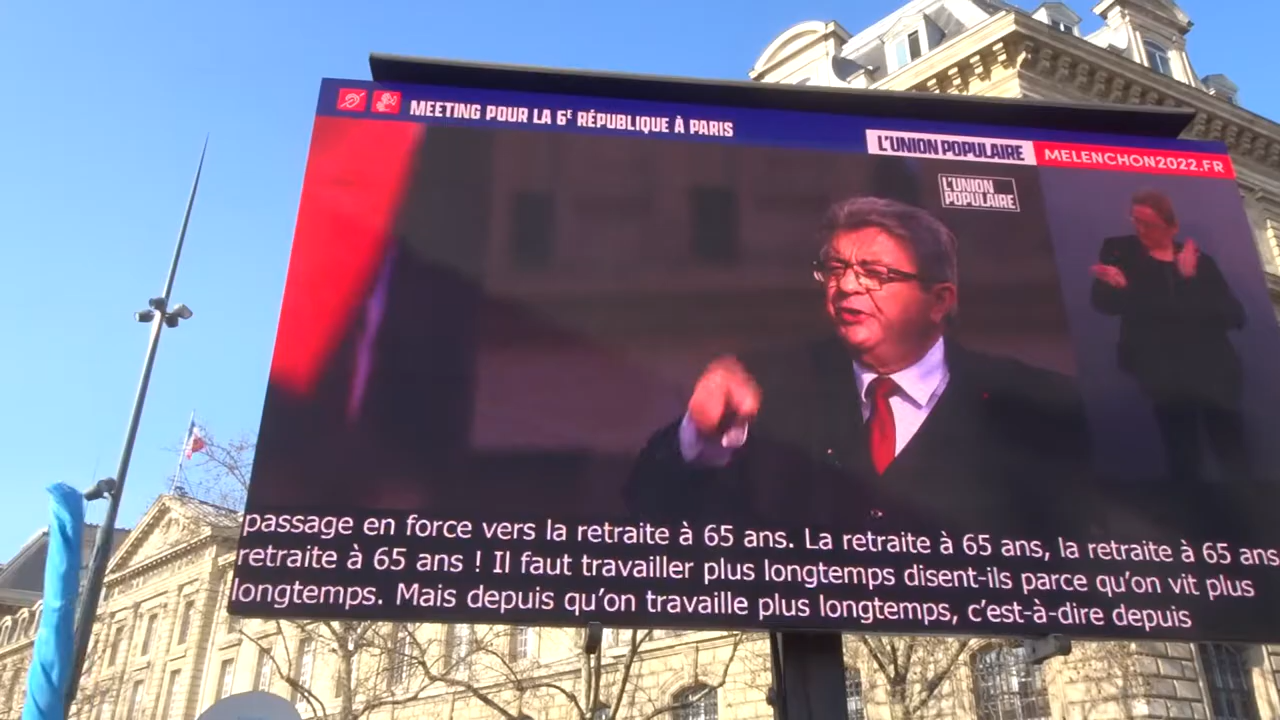 MEETING POUR LA 6E RÉPUBLIQUE À PARIS
L'UNION POPULAIRE
MELENCHON2022.FR
L'UNION
POPULAIRE
passage en force vers la retraite à 65 ans. La retraite à 65 ans, la retraite à 65 ans
retraite à 65 ans ! Il faut travailler plus longtemps disent-ils parce qu'on vit plus
longtemps. Mais depuis qu'on travaille plus longtemps, c'est-à-dire depuis